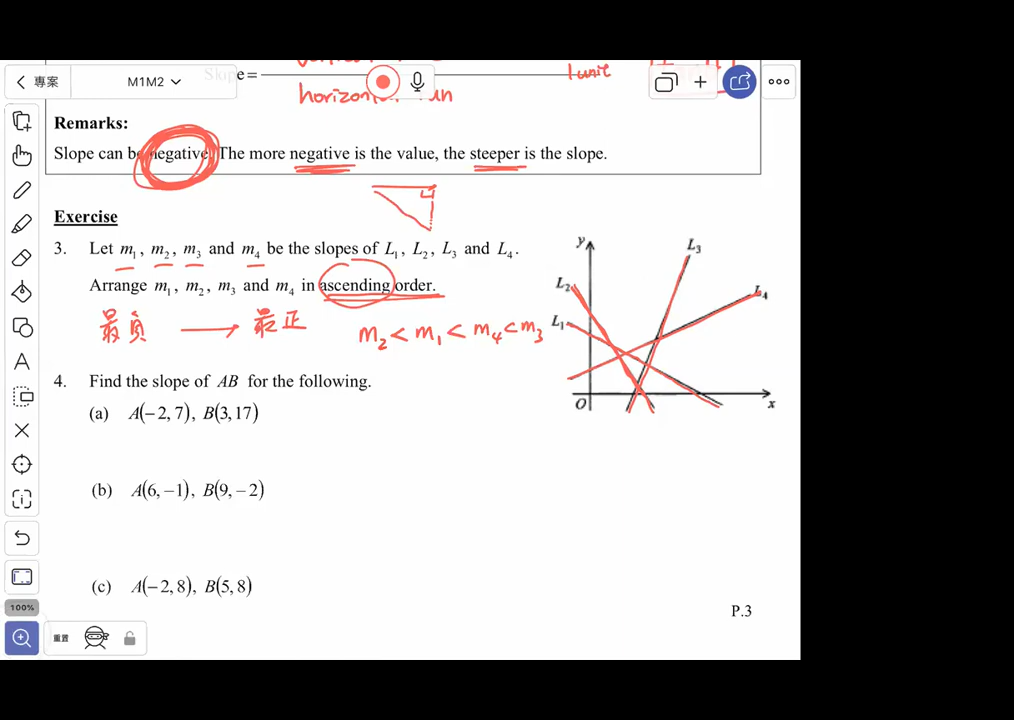 専案
M1M2
Slope =
1 unit
horizon
Remarks:
Slope can be negative. The more negative is the value, the steeper is the slope.
Exercise
3. Let m₁, m₂, m₃ and m₄ be the slopes of L₁, L₂, L₃ and L₄.
Arrange m₁, m₂, m₃ and m₄ in ascending order.
最負 → 最正 m₂ < m₁ < m₄ < m₃
y
L₃
L₂
L₄
L₁
O
x
4. Find the slope of AB for the following.
(a) A(−2, 7), B(3, 17)
(b) A(6, −1), B(9, −2)
(c) A(−2, 8), B(5, 8)
P.3
100%
重置